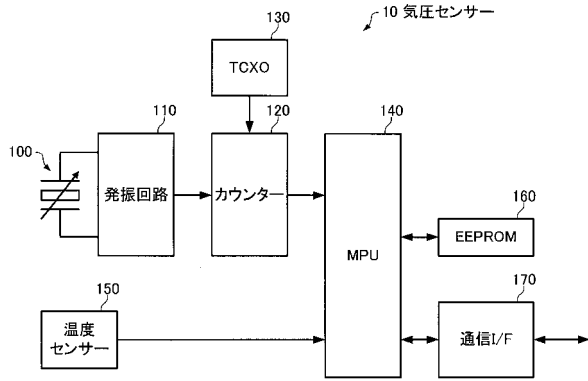 10 気圧センサー
130
TCXO
110
120
140
100
発振回路
カウンター
MPU
160
EEPROM
150
温度
センサー
170
通信I/F